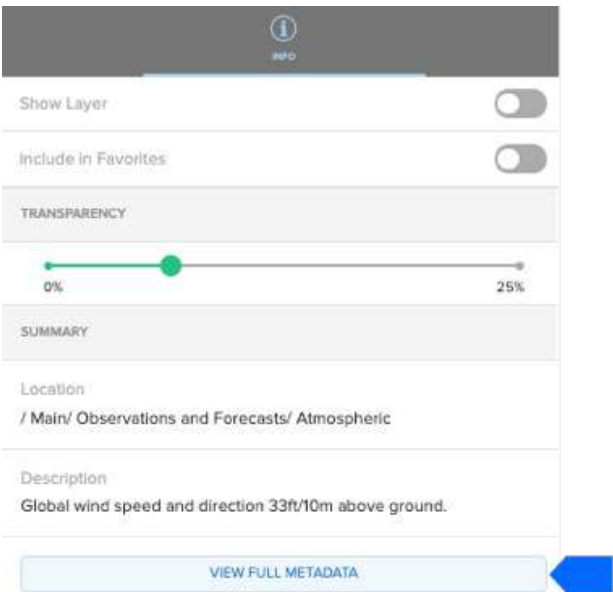 INFO
Show Layer
Include in Favorites
TRANSPARENCY
0% 25%
SUMMARY
Location
/ Main/ Observations and Forecasts/ Atmospheric
Description
Global wind speed and direction 33ft/10m above ground.
VIEW FULL METADATA